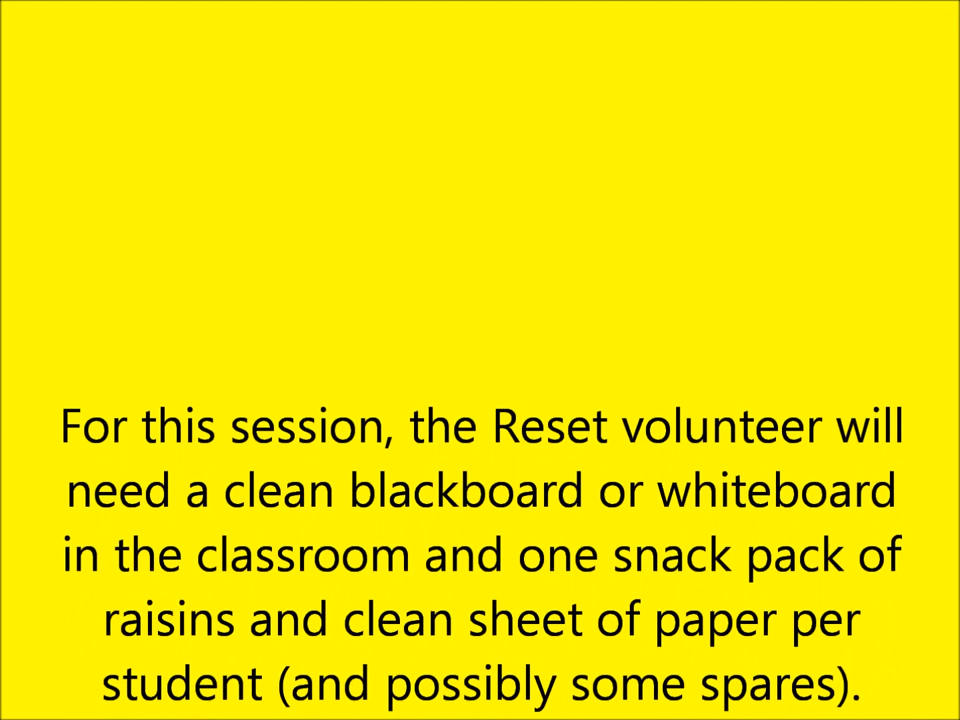 For this session, the Reset volunteer will
need a clean blackboard or whiteboard
in the classroom and one snack pack of
raisins and clean sheet of paper per
student (and possibly some spares).